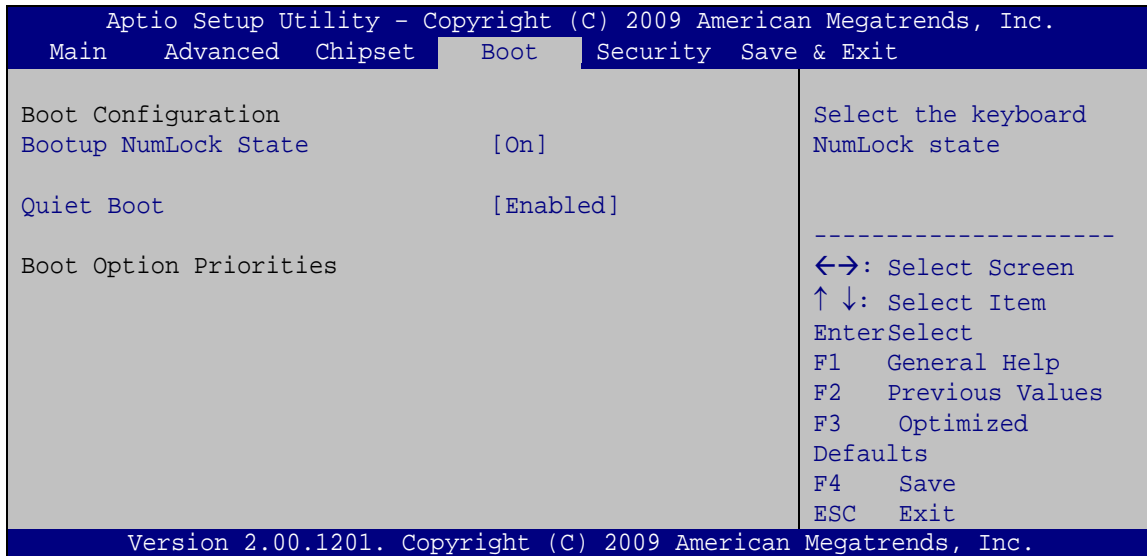 Aptio Setup Utility – Copyright (C) 2009 American Megatrends, Inc.
Main Advanced Chipset Boot Security Save & Exit
Boot Configuration
Bootup NumLock State [On]
Quiet Boot [Enabled]
Boot Option Priorities
Select the keyboard
NumLock state
---------------------
←→: Select Screen
↑ ↓: Select Item
EnterSelect
F1 General Help
F2 Previous Values
F3 Optimized
Defaults
F4 Save
ESC Exit
Version 2.00.1201. Copyright (C) 2009 American Megatrends, Inc.